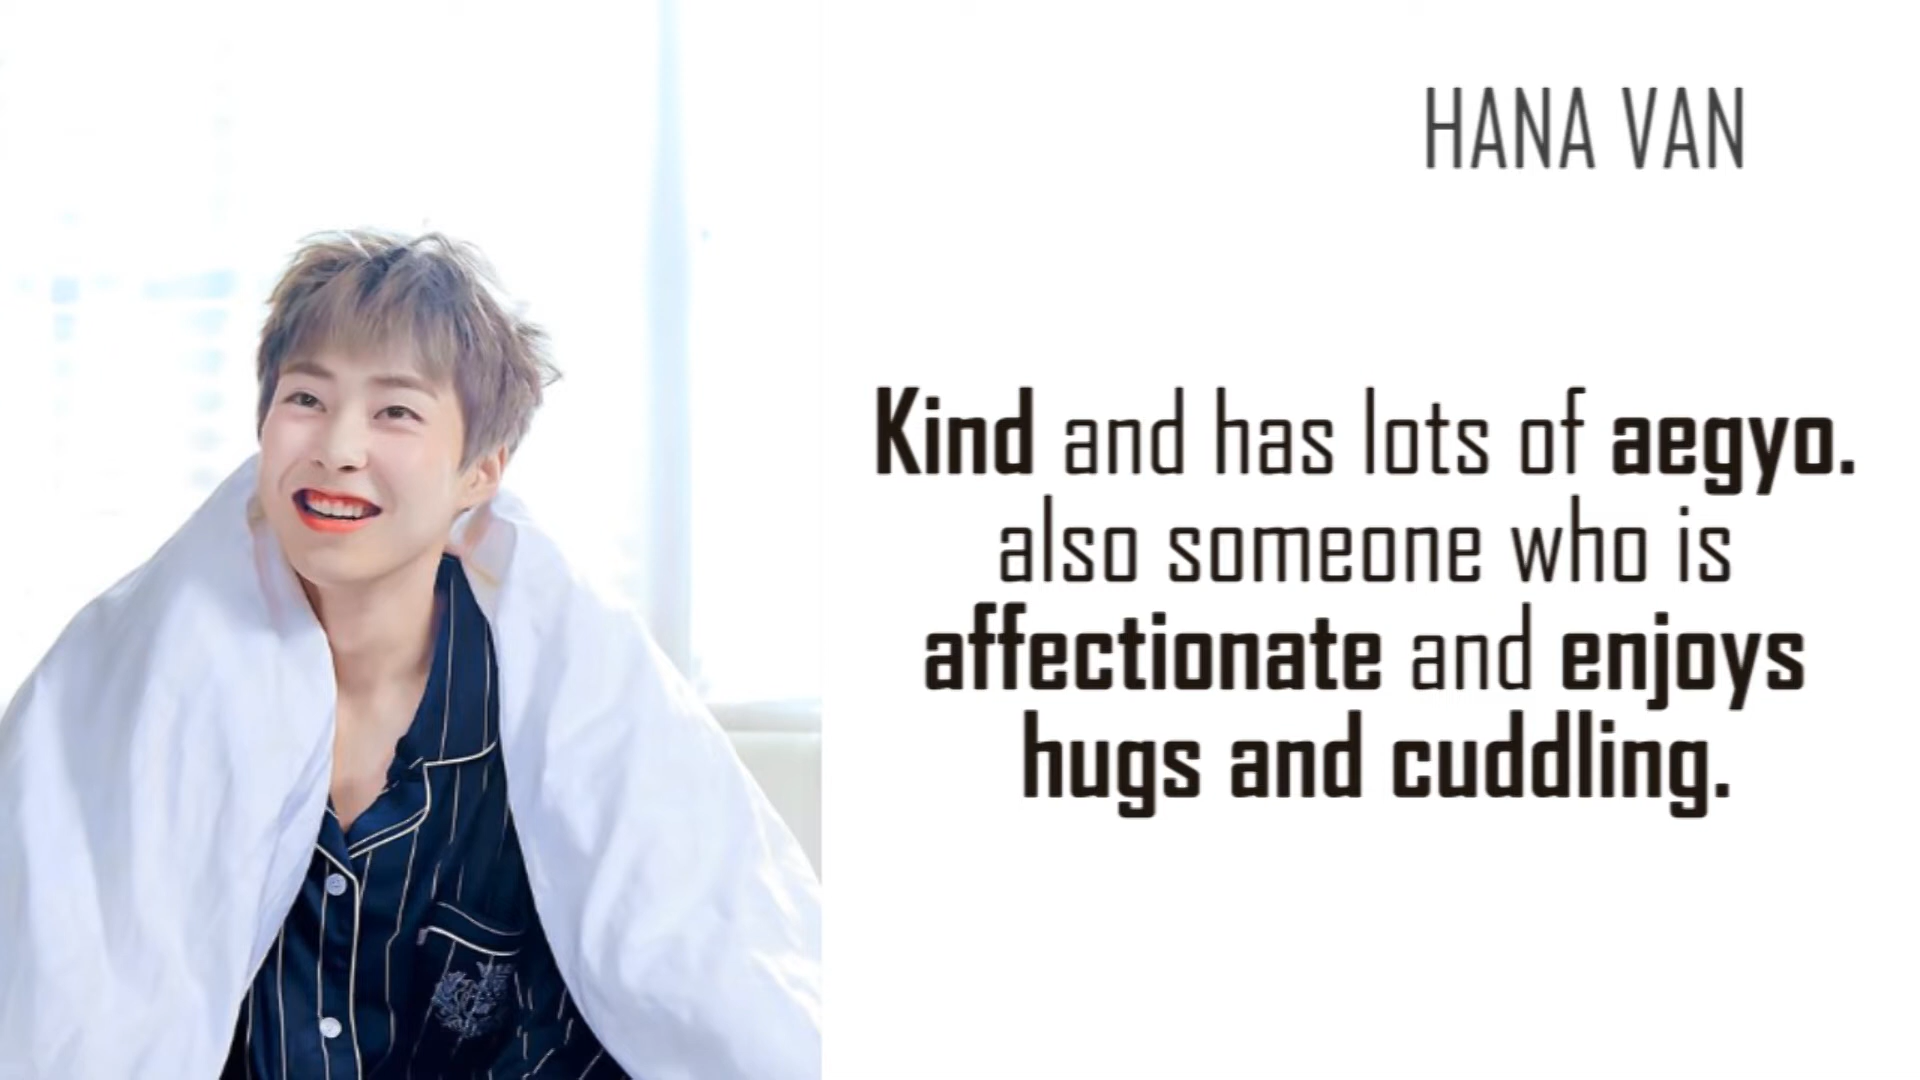 HANA VAN
Kind and has lots of aegyo.
also someone who is
affectionate and enjoys
hugs and cuddling.